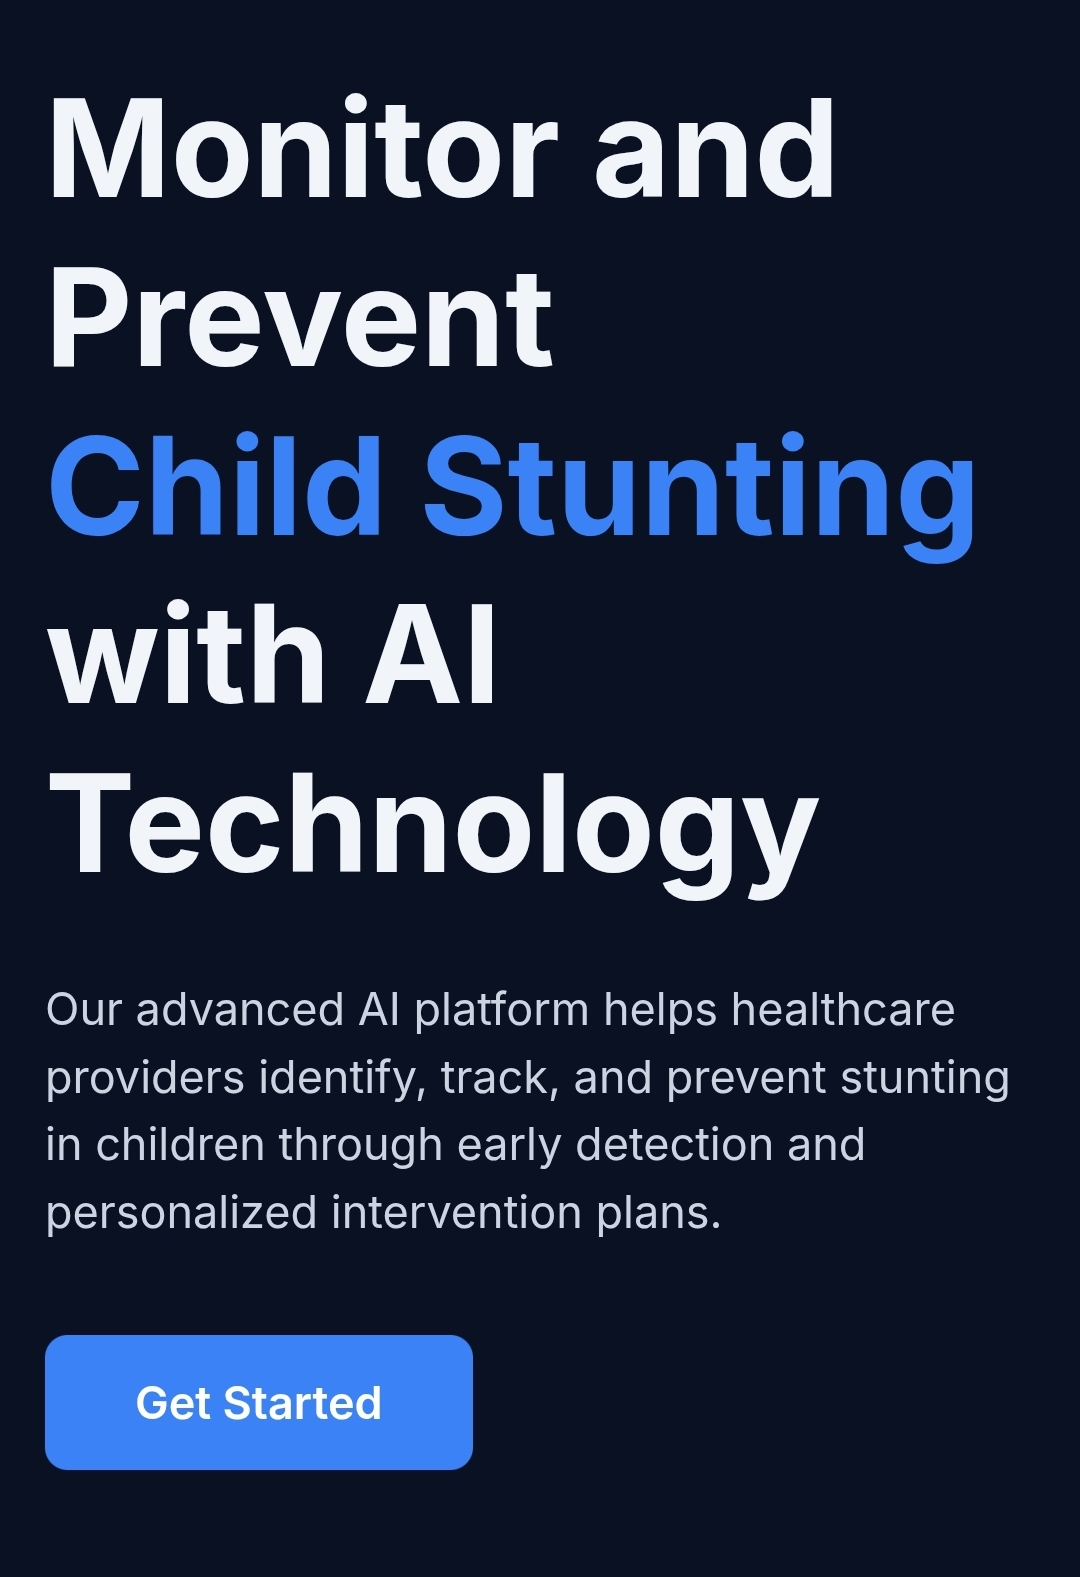 Monitor and
Prevent
Child Stunting
with AI
Technology
Our advanced AI platform helps healthcare
providers identify, track, and prevent stunting
in children through early detection and
personalized intervention plans.
Get Started